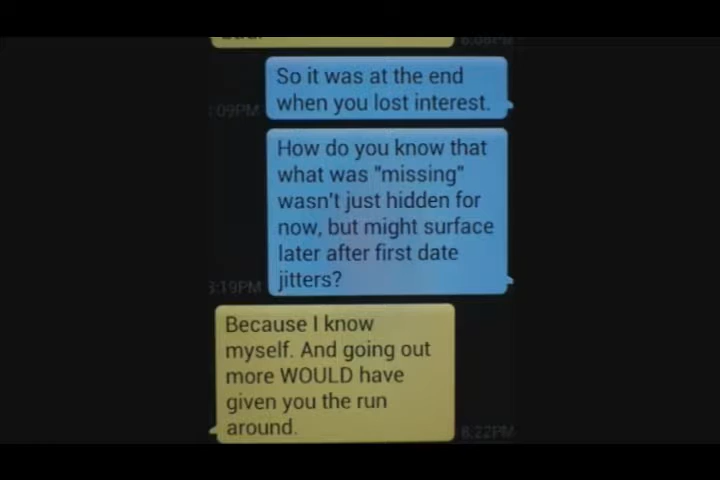 So it was at the end
when you lost interest.
:09PM
How do you know that
what was "missing"
wasn't just hidden for
now, but might surface
later after first date
jitters?
:19PM
Because I know
myself. And going out
more WOULD have
given you the run
around.
8:22PM